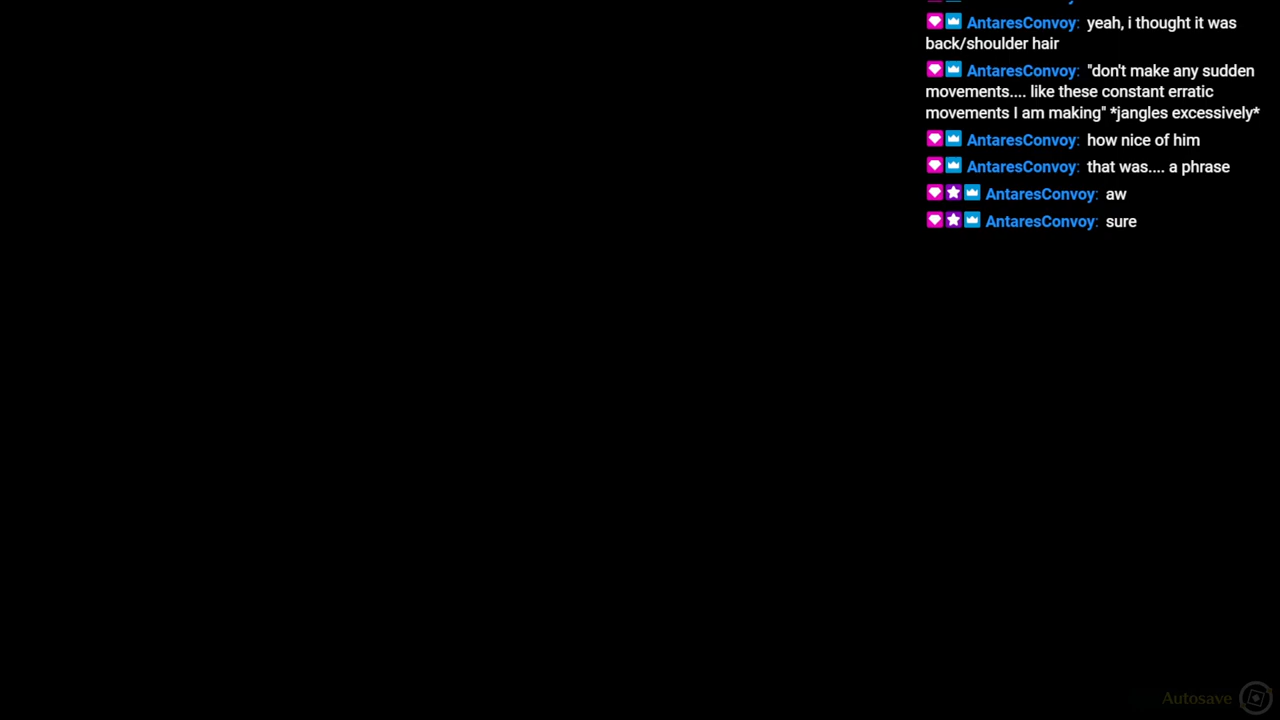 AntaresConvoy: yeah, i thought it was
back/shoulder hair
AntaresConvoy: "don't make any sudden
movements.... like these constant erratic
movements I am making" *jangles excessively*
AntaresConvoy: how nice of him
AntaresConvoy: that was.... a phrase
AntaresConvoy: aw
AntaresConvoy: sure
Autosave